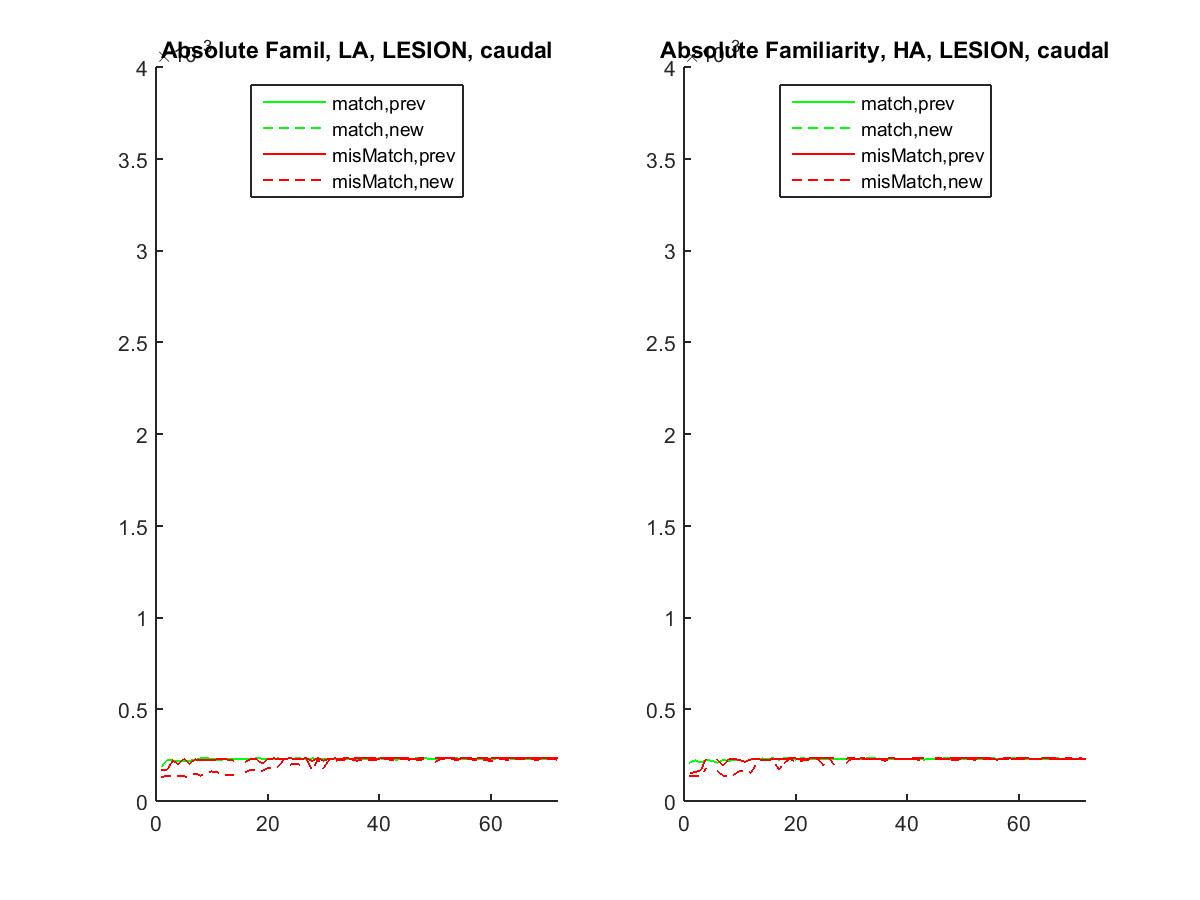 Absolute Famil, LA, LESION, caudal
4
3.5
3
2.5
2
1.5
1
0.5
0
0
20
40
60
match,prev
match,new
misMatch,prev
misMatch,new
Absolute Familiarity, HA, LESION, caudal
4
3.5
3
2.5
2
1.5
1
0.5
0
0
20
40
60
match,prev
match,new
misMatch,prev
misMatch,new